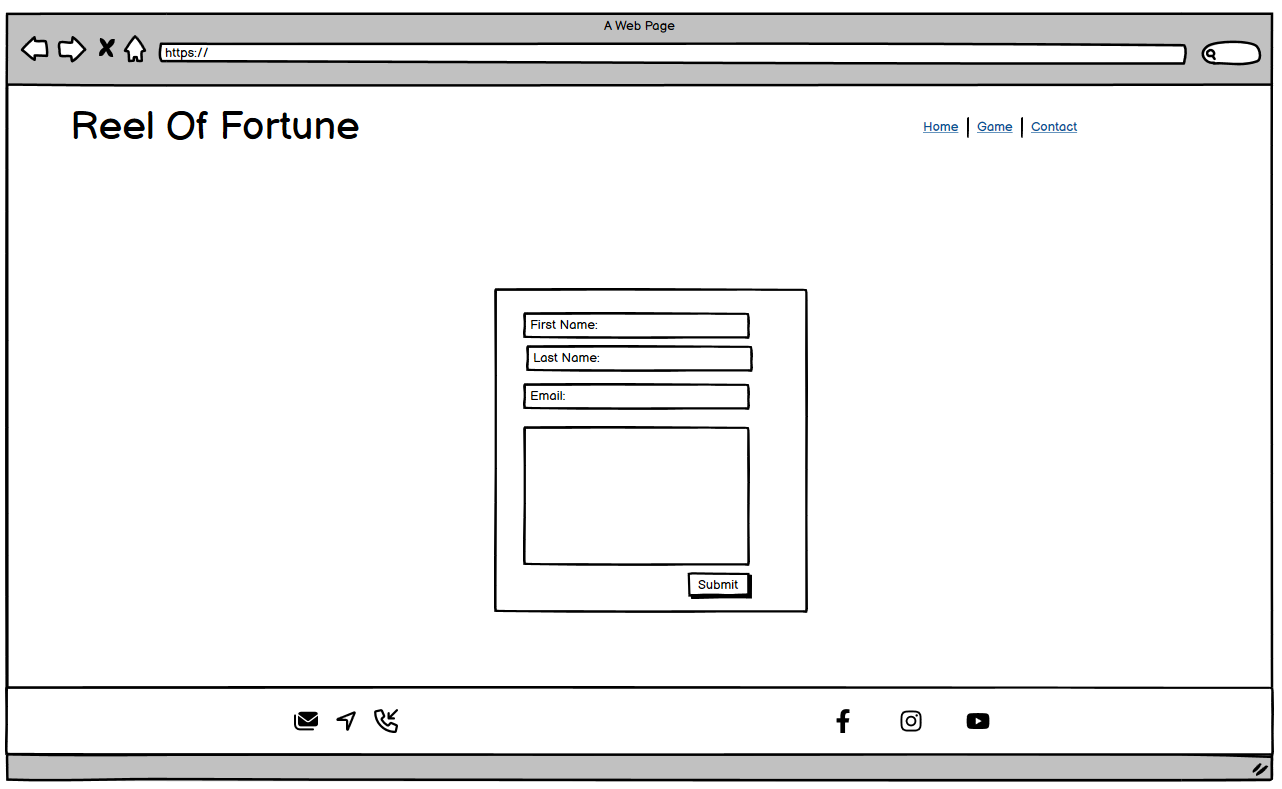 A Web Page
https://
Reel Of Fortune
Home Game Contact
First Name:
Last Name:
Email:
Submit